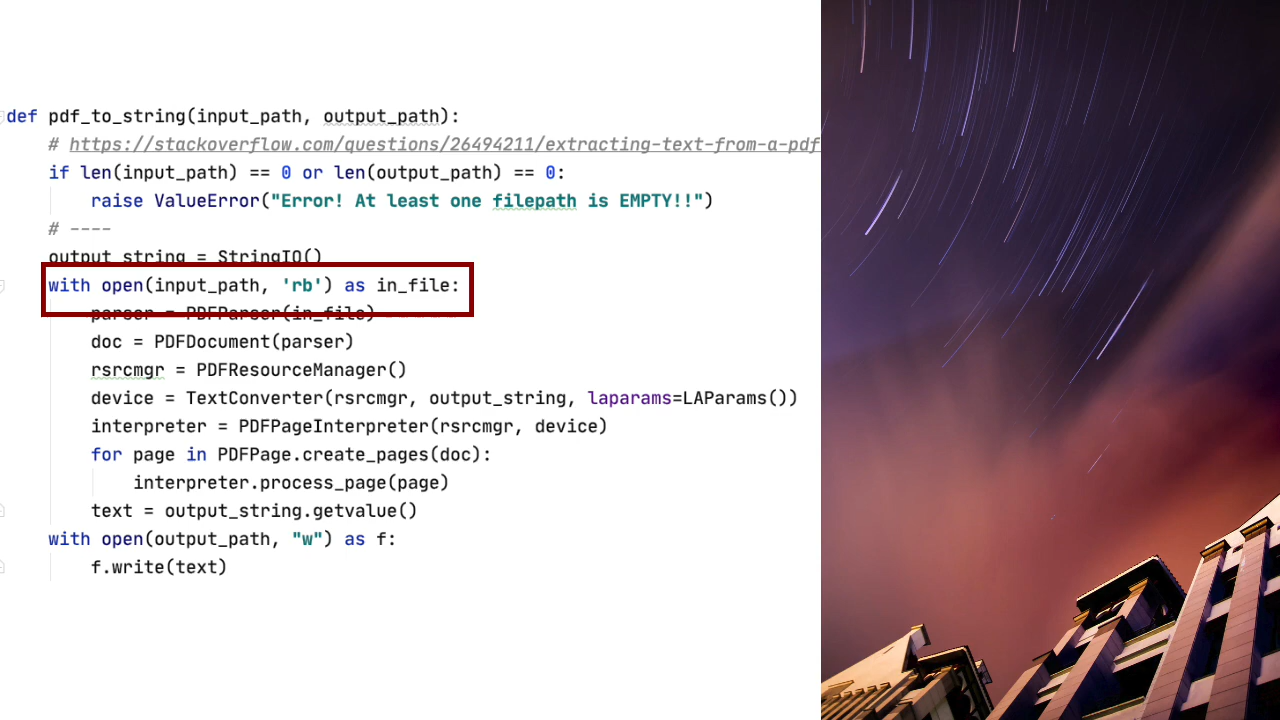 def pdf_to_string(input_path, output_path):
# https://stackoverflow.com/questions/26494211/extracting-text-from-a-pdf
if len(input_path) == 0 or len(output_path) == 0:
raise ValueError("Error! At least one filepath is EMPTY!!")
# ----
output_string = StringIO()
with open(input_path, 'rb') as in_file:
parser = PDFParser(in_file)
doc = PDFDocument(parser)
rsrcmgr = PDFResourceManager()
device = TextConverter(rsrcmgr, output_string, laparams=LAParams())
interpreter = PDFPageInterpreter(rsrcmgr, device)
for page in PDFPage.create_pages(doc):
interpreter.process_page(page)
text = output_string.getvalue()
with open(output_path, "w") as f:
f.write(text)